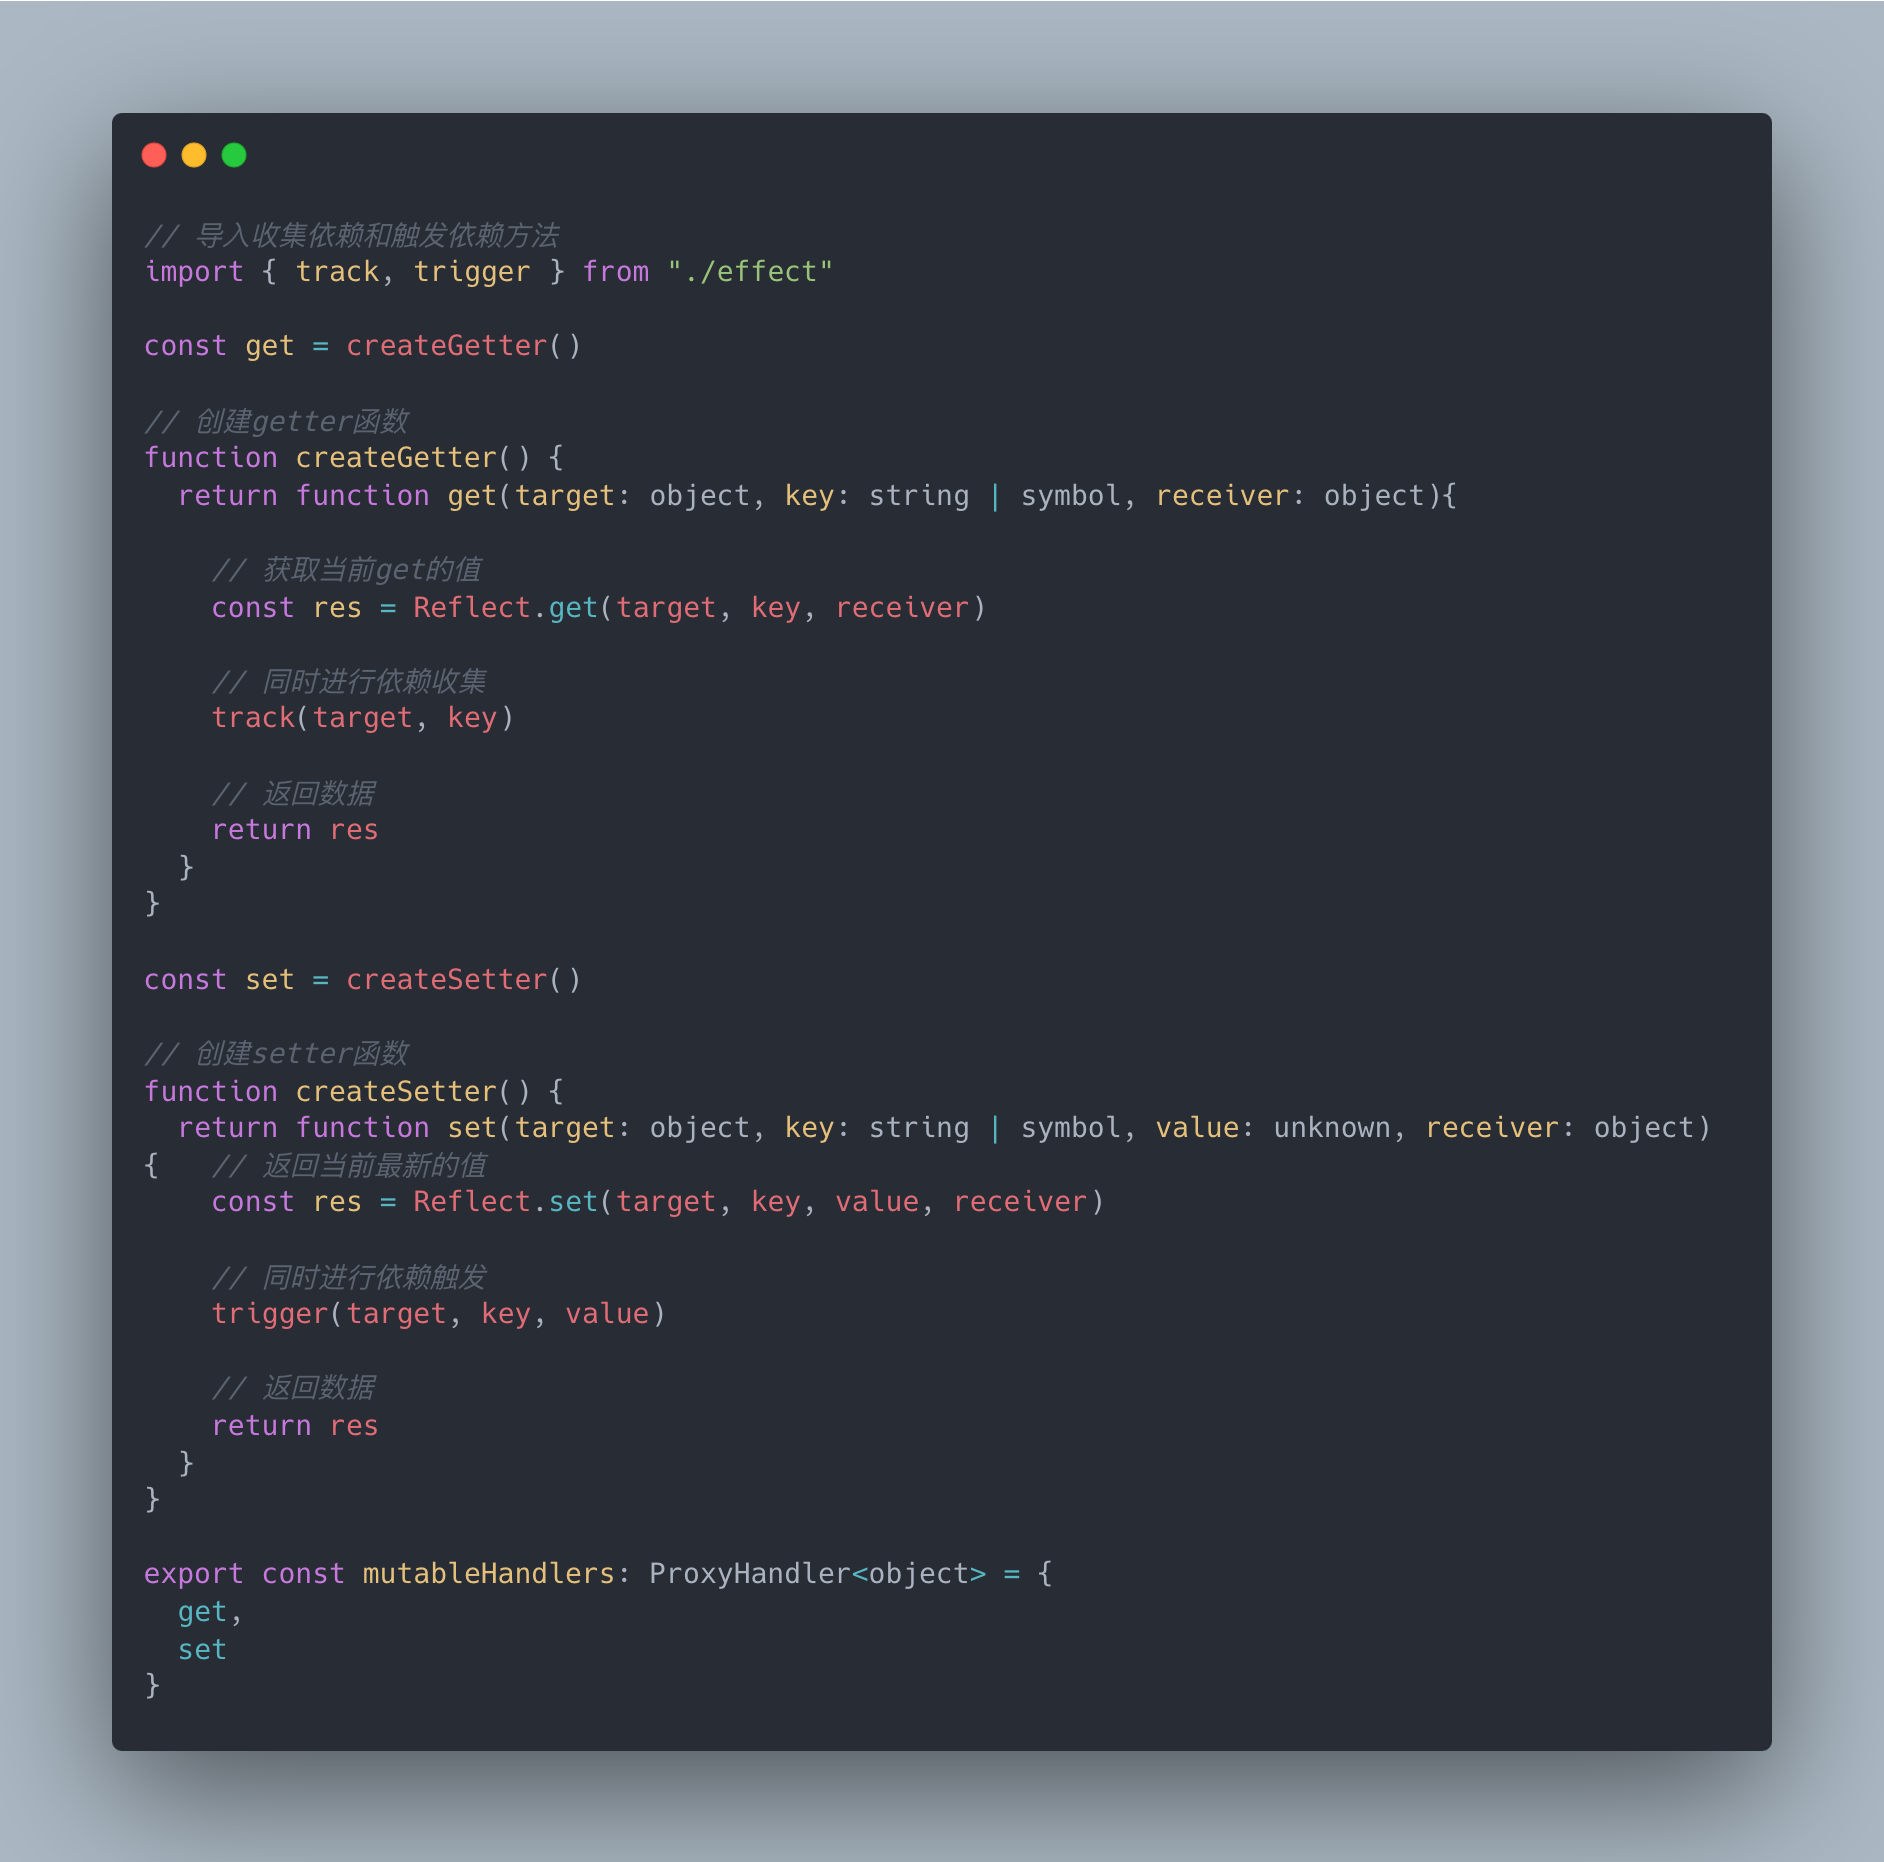 // 导入收集依赖和触发依赖方法
import { track, trigger } from "./effect"
const get = createGetter()
// 创建getter函数
function createGetter() {
  return function get(target: object, key: string | symbol, receiver: object){
    // 获取当前get的值
    const res = Reflect.get(target, key, receiver)
    // 同时进行依赖收集
    track(target, key)
    // 返回数据
    return res
  }
}
const set = createSetter()
// 创建setter函数
function createSetter() {
  return function set(target: object, key: string | symbol, value: unknown, receiver: object)
{   // 返回当前最新的值
    const res = Reflect.set(target, key, value, receiver)
    // 同时进行依赖触发
    trigger(target, key, value)
    // 返回数据
    return res
  }
}
export const mutableHandlers: ProxyHandler<object> = {
  get,
  set
}